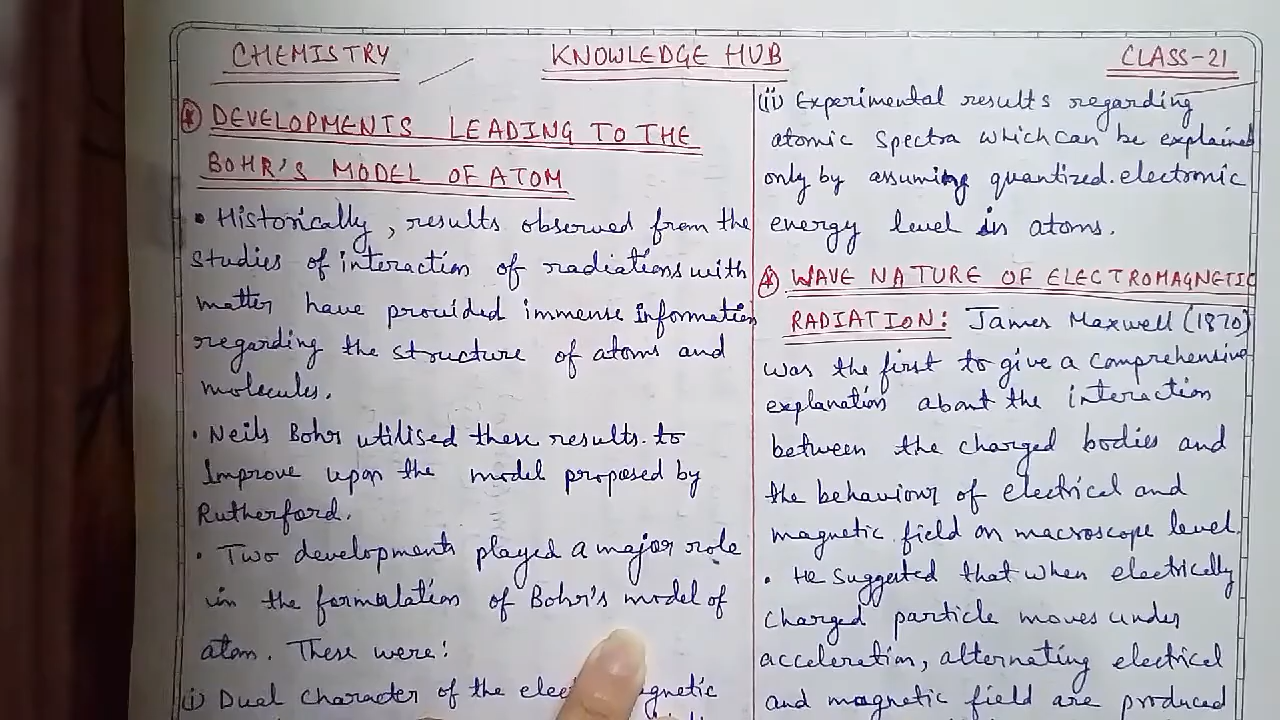 CHEMISTRY
KNOWLEDGE HUB
CLASS-21
DEVELOPMENTS LEADING TO THE
BOHR'S MODEL OF ATOM
• Historically, results observed from the
studies of interaction of radiations with
matter have provided immense information
regarding the structure of atoms and
molecules.
• Neils Bohr utilised these results to
Improve upon the model proposed by
Rutherford.
• Two developments played a major role
in the formulation of Bohr's model of
atom. These were:
(i) Dual character of the
(ii) Experimental results regarding
atomic spectra which can be explained
only by assuming quantized electronic
energy level in atoms.
WAVE NATURE OF ELECTROMAGNETIC
RADIATION: James Maxwell (1870)
was the first to give a comprehensive
explanation about the interaction
between the charged bodies and
the behaviour of electrical and
magnetic field on macroscope level.
• He suggested that when electrically
charged particle moves under
acceleration, alternating electrical
and magnetic field are produced